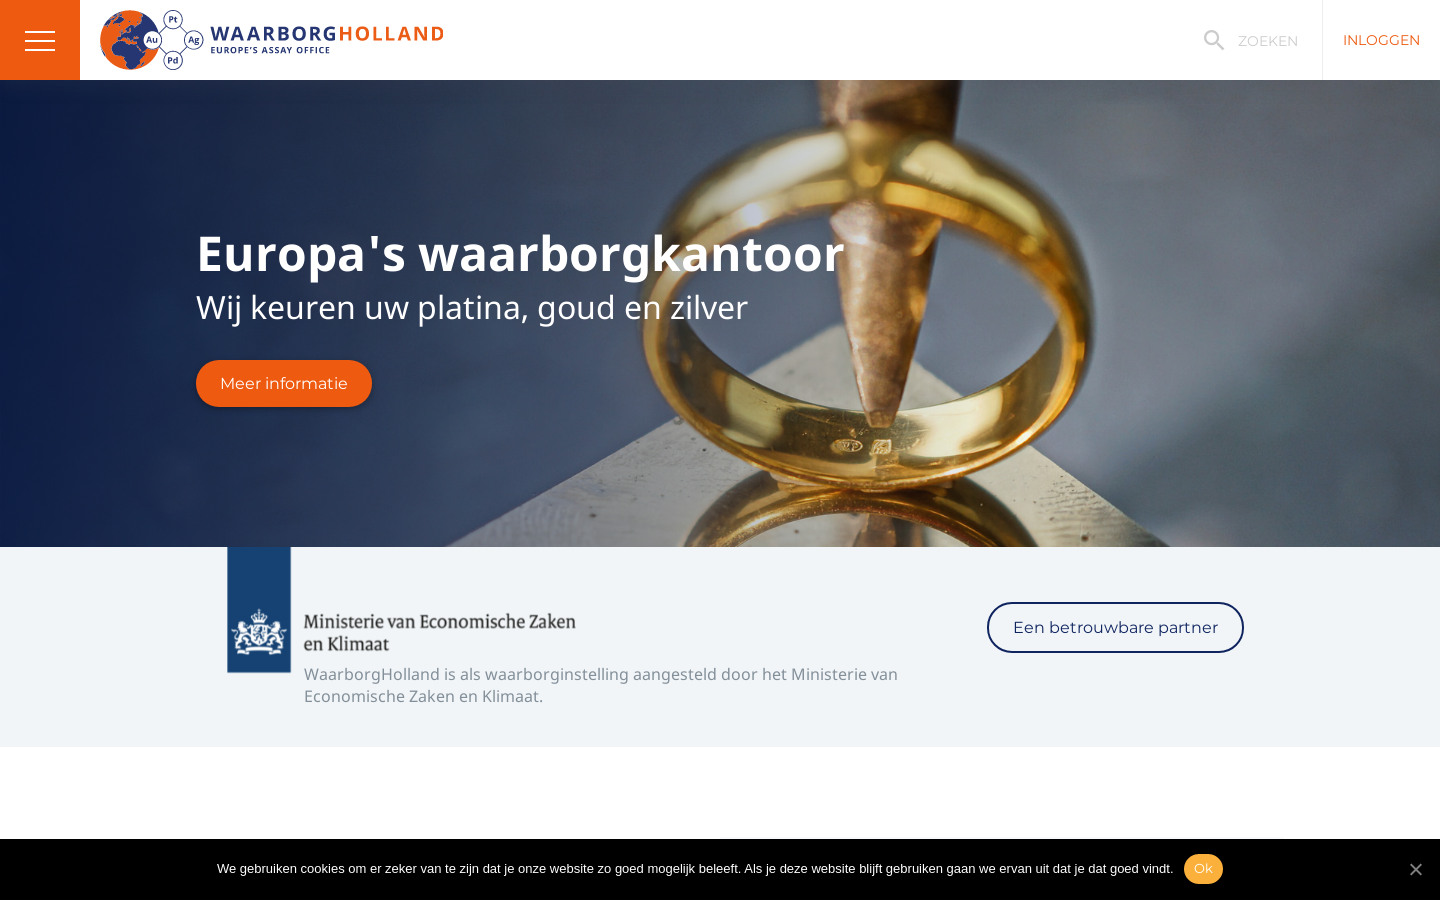 Pt
Au
Ag
Pd
WAARBORGHOLLAND
EUROPE'S ASSAY OFFICE
ZOEKEN
INLOGGEN
Europa's waarborgkantoor
Wij keuren uw platina, goud en zilver
Meer informatie
Ministerie van Economische Zaken
en Klimaat
WaarborgHolland is als waarborginstelling aangesteld door het Ministerie van
Economische Zaken en Klimaat.
Een betrouwbare partner
We gebruiken cookies om er zeker van te zijn dat je onze website zo goed mogelijk beleeft. Als je deze website blijft gebruiken gaan we ervan uit dat je dat goed vindt.
Ok